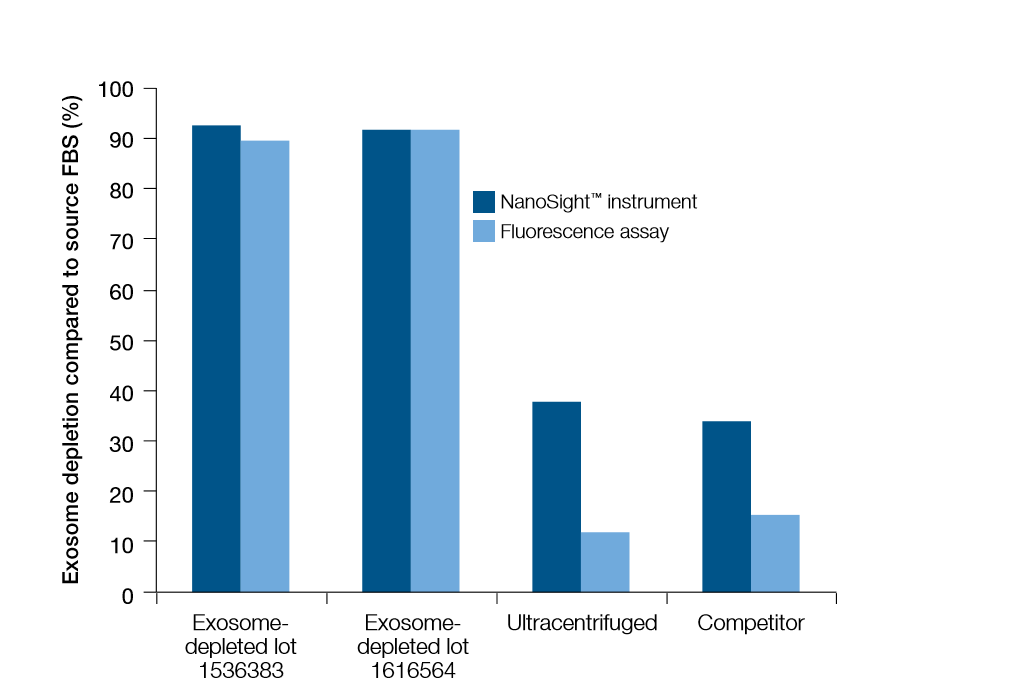 Exosome depletion compared to source FBS (%)
100
90
80
70
60
50
40
30
20
10
0
NanoSight™ instrument
Fluorescence assay
Exosome-
depleted lot
1536383
Exosome-
depleted lot
1616564
Ultracentrifuged
Competitor